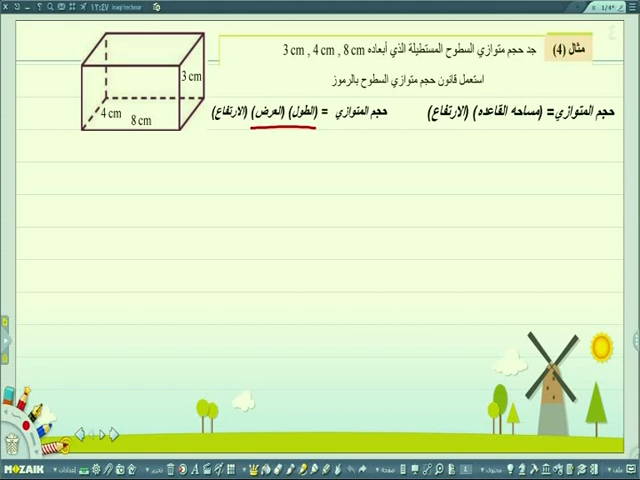 مثال (4) جد حجم متوازي السطوح المستطيلة الذي أبعاده 3 cm , 4 cm , 8 cm
استعمل قانون حجم متوازي السطوح بالرموز
حجم المتوازي= (مساحه القاعده) (الارتفاع)
حجم المتوازي = (الطول) (العرض) (الارتفاع)
3 cm
4 cm
8 cm
MOZAIK